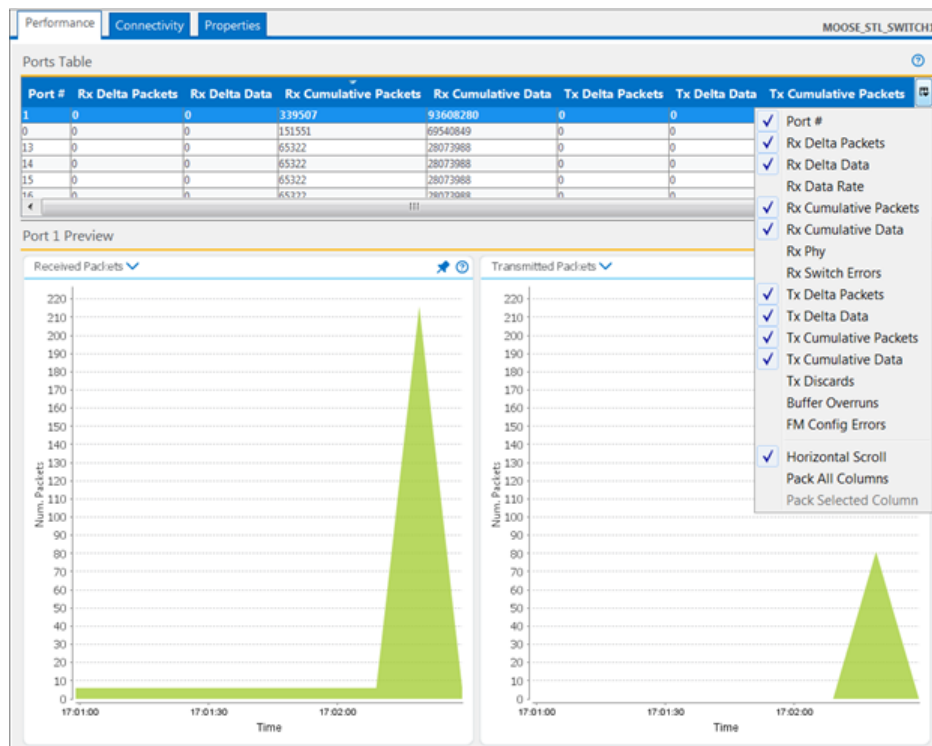 Performance Connectivity Properties MOOSE_STL_SWITCH1
Ports Table
Port # Rx Delta Packets Rx Delta Data Rx Cumulative Packets Rx Cumulative Data Tx Delta Packets Tx Delta Data Tx Cumulative Packets
1 0 0 339507 93608280 0 0
0 0 0 151551 69540849 0 0
13 0 0 65322 28073988 0 0
14 0 0 65322 28073988 0 0
15 0 0 65322 28073988 0 0
16 0 0 65322 28073988 0 0
Port #
Rx Delta Packets
Rx Delta Data
Rx Data Rate
Rx Cumulative Packets
Rx Cumulative Data
Rx Phy
Rx Switch Errors
Tx Delta Packets
Tx Delta Data
Tx Cumulative Packets
Tx Cumulative Data
Tx Discards
Buffer Overruns
FM Config Errors
Horizontal Scroll
Pack All Columns
Pack Selected Column
Port 1 Preview
Received Packets
220
210
200
190
180
170
160
150
140
130
120
110
100
90
80
70
60
50
40
30
20
10
0
Num. Packets
17:01:00 17:01:30 17:02:00
Time
Transmitted Packets
220
210
200
190
180
170
160
150
140
130
120
110
100
90
80
70
60
50
40
30
20
10
0
Num. Packets
17:01:00 17:01:30 17:02:00
Time